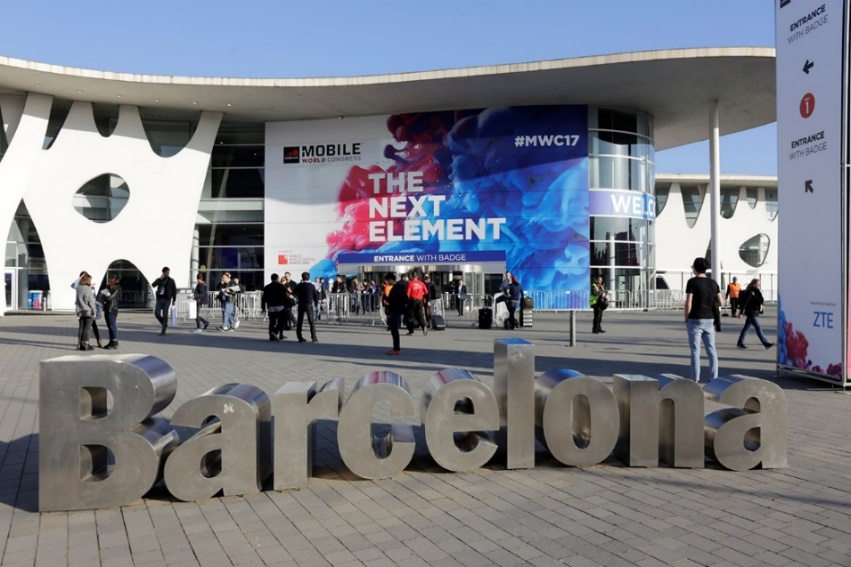 ENTRANCE
WITH BADGE
1
ENTRANCE
WITH BADGE
MOBILE
WORLD CONGRESS
#MWC17
THE
NEXT
ELEMENT
ENTRANCE WITH BADGE
WELCO
ZTE
Barcelona